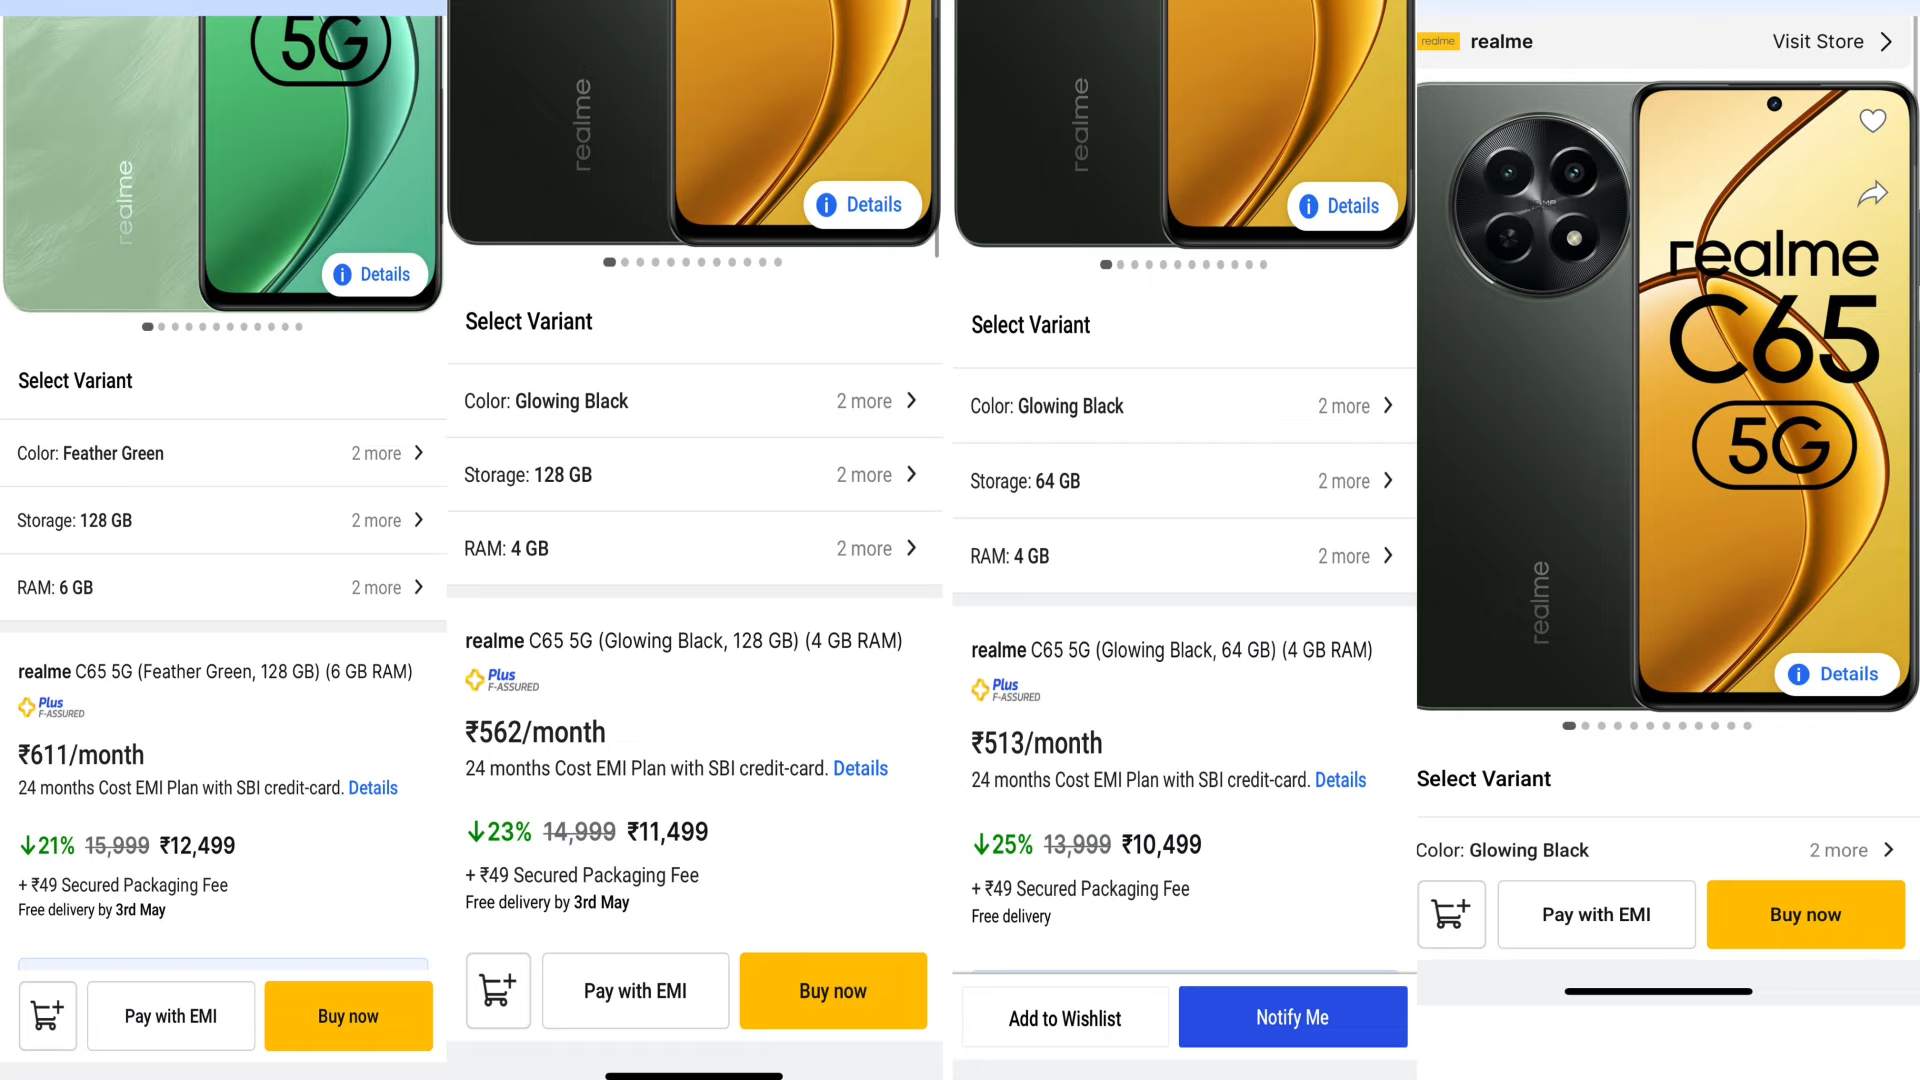 5G
realme
Details
Select Variant
Color: Feather Green 2 more
Storage: 128 GB 2 more
RAM: 6 GB 2 more
realme C65 5G (Feather Green, 128 GB) (6 GB RAM)
Plus
F-ASSURED
₹611/month
24 months Cost EMI Plan with SBI credit-card. Details
↓21% 15,999 ₹12,499
+ ₹49 Secured Packaging Fee
Free delivery by 3rd May
Pay with EMI
Buy now
realme
Details
Select Variant
Color: Glowing Black 2 more
Storage: 128 GB 2 more
RAM: 4 GB 2 more
realme C65 5G (Glowing Black, 128 GB) (4 GB RAM)
Plus
F-ASSURED
₹562/month
24 months Cost EMI Plan with SBI credit-card. Details
↓23% 14,999 ₹11,499
+ ₹49 Secured Packaging Fee
Free delivery by 3rd May
Pay with EMI
Buy now
realme
Details
Select Variant
Color: Glowing Black 2 more
Storage: 64 GB 2 more
RAM: 4 GB 2 more
realme C65 5G (Glowing Black, 64 GB) (4 GB RAM)
Plus
F-ASSURED
₹513/month
24 months Cost EMI Plan with SBI credit-card. Details
↓25% 13,999 ₹10,499
+ ₹49 Secured Packaging Fee
Free delivery
Add to Wishlist
Notify Me
realme realme Visit Store
realme
C65
5G
realme
Details
Select Variant
Color: Glowing Black 2 more
Pay with EMI
Buy now